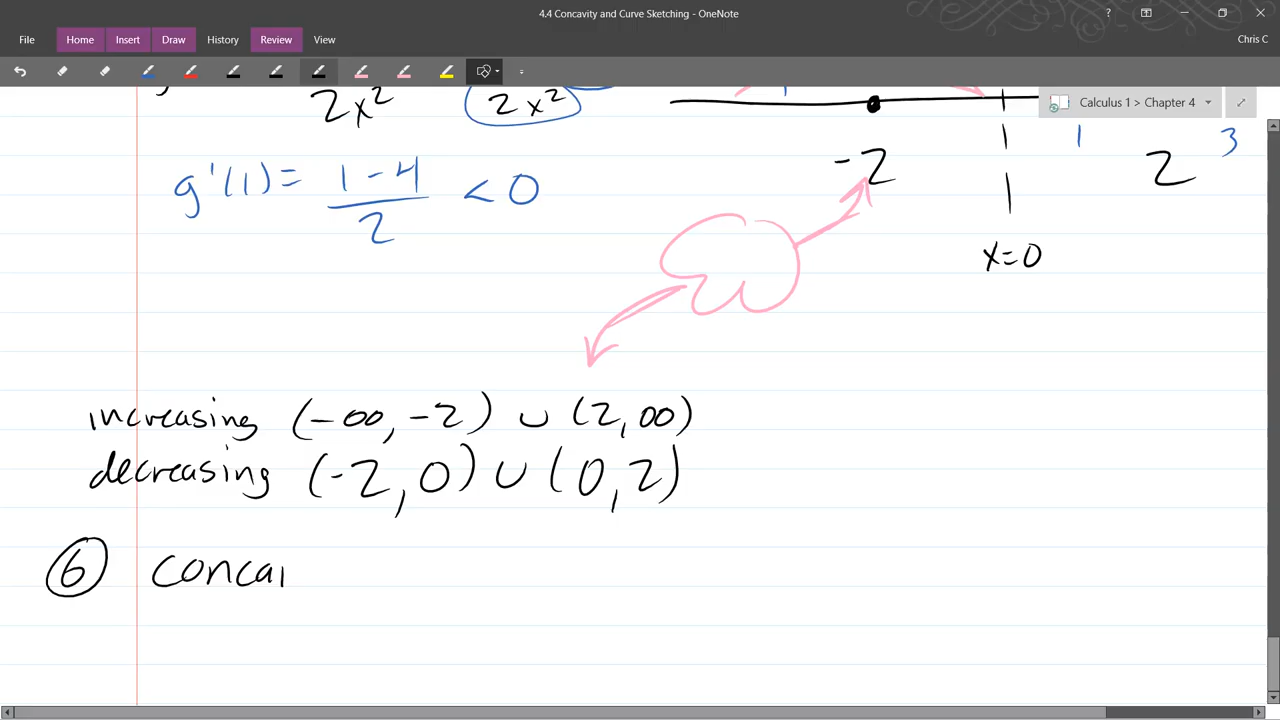 4.4 Concavity and Curve Sketching - OneNote
File Home Insert Draw History Review View
Chris C
Calculus 1 > Chapter 4
2x² 2x²
-2 1 2 3
g'(1) = 1-4/2 < 0
x=0
increasing (-∞, -2) ∪ (2, ∞)
decreasing (-2, 0) ∪ (0, 2)
⑥ conca